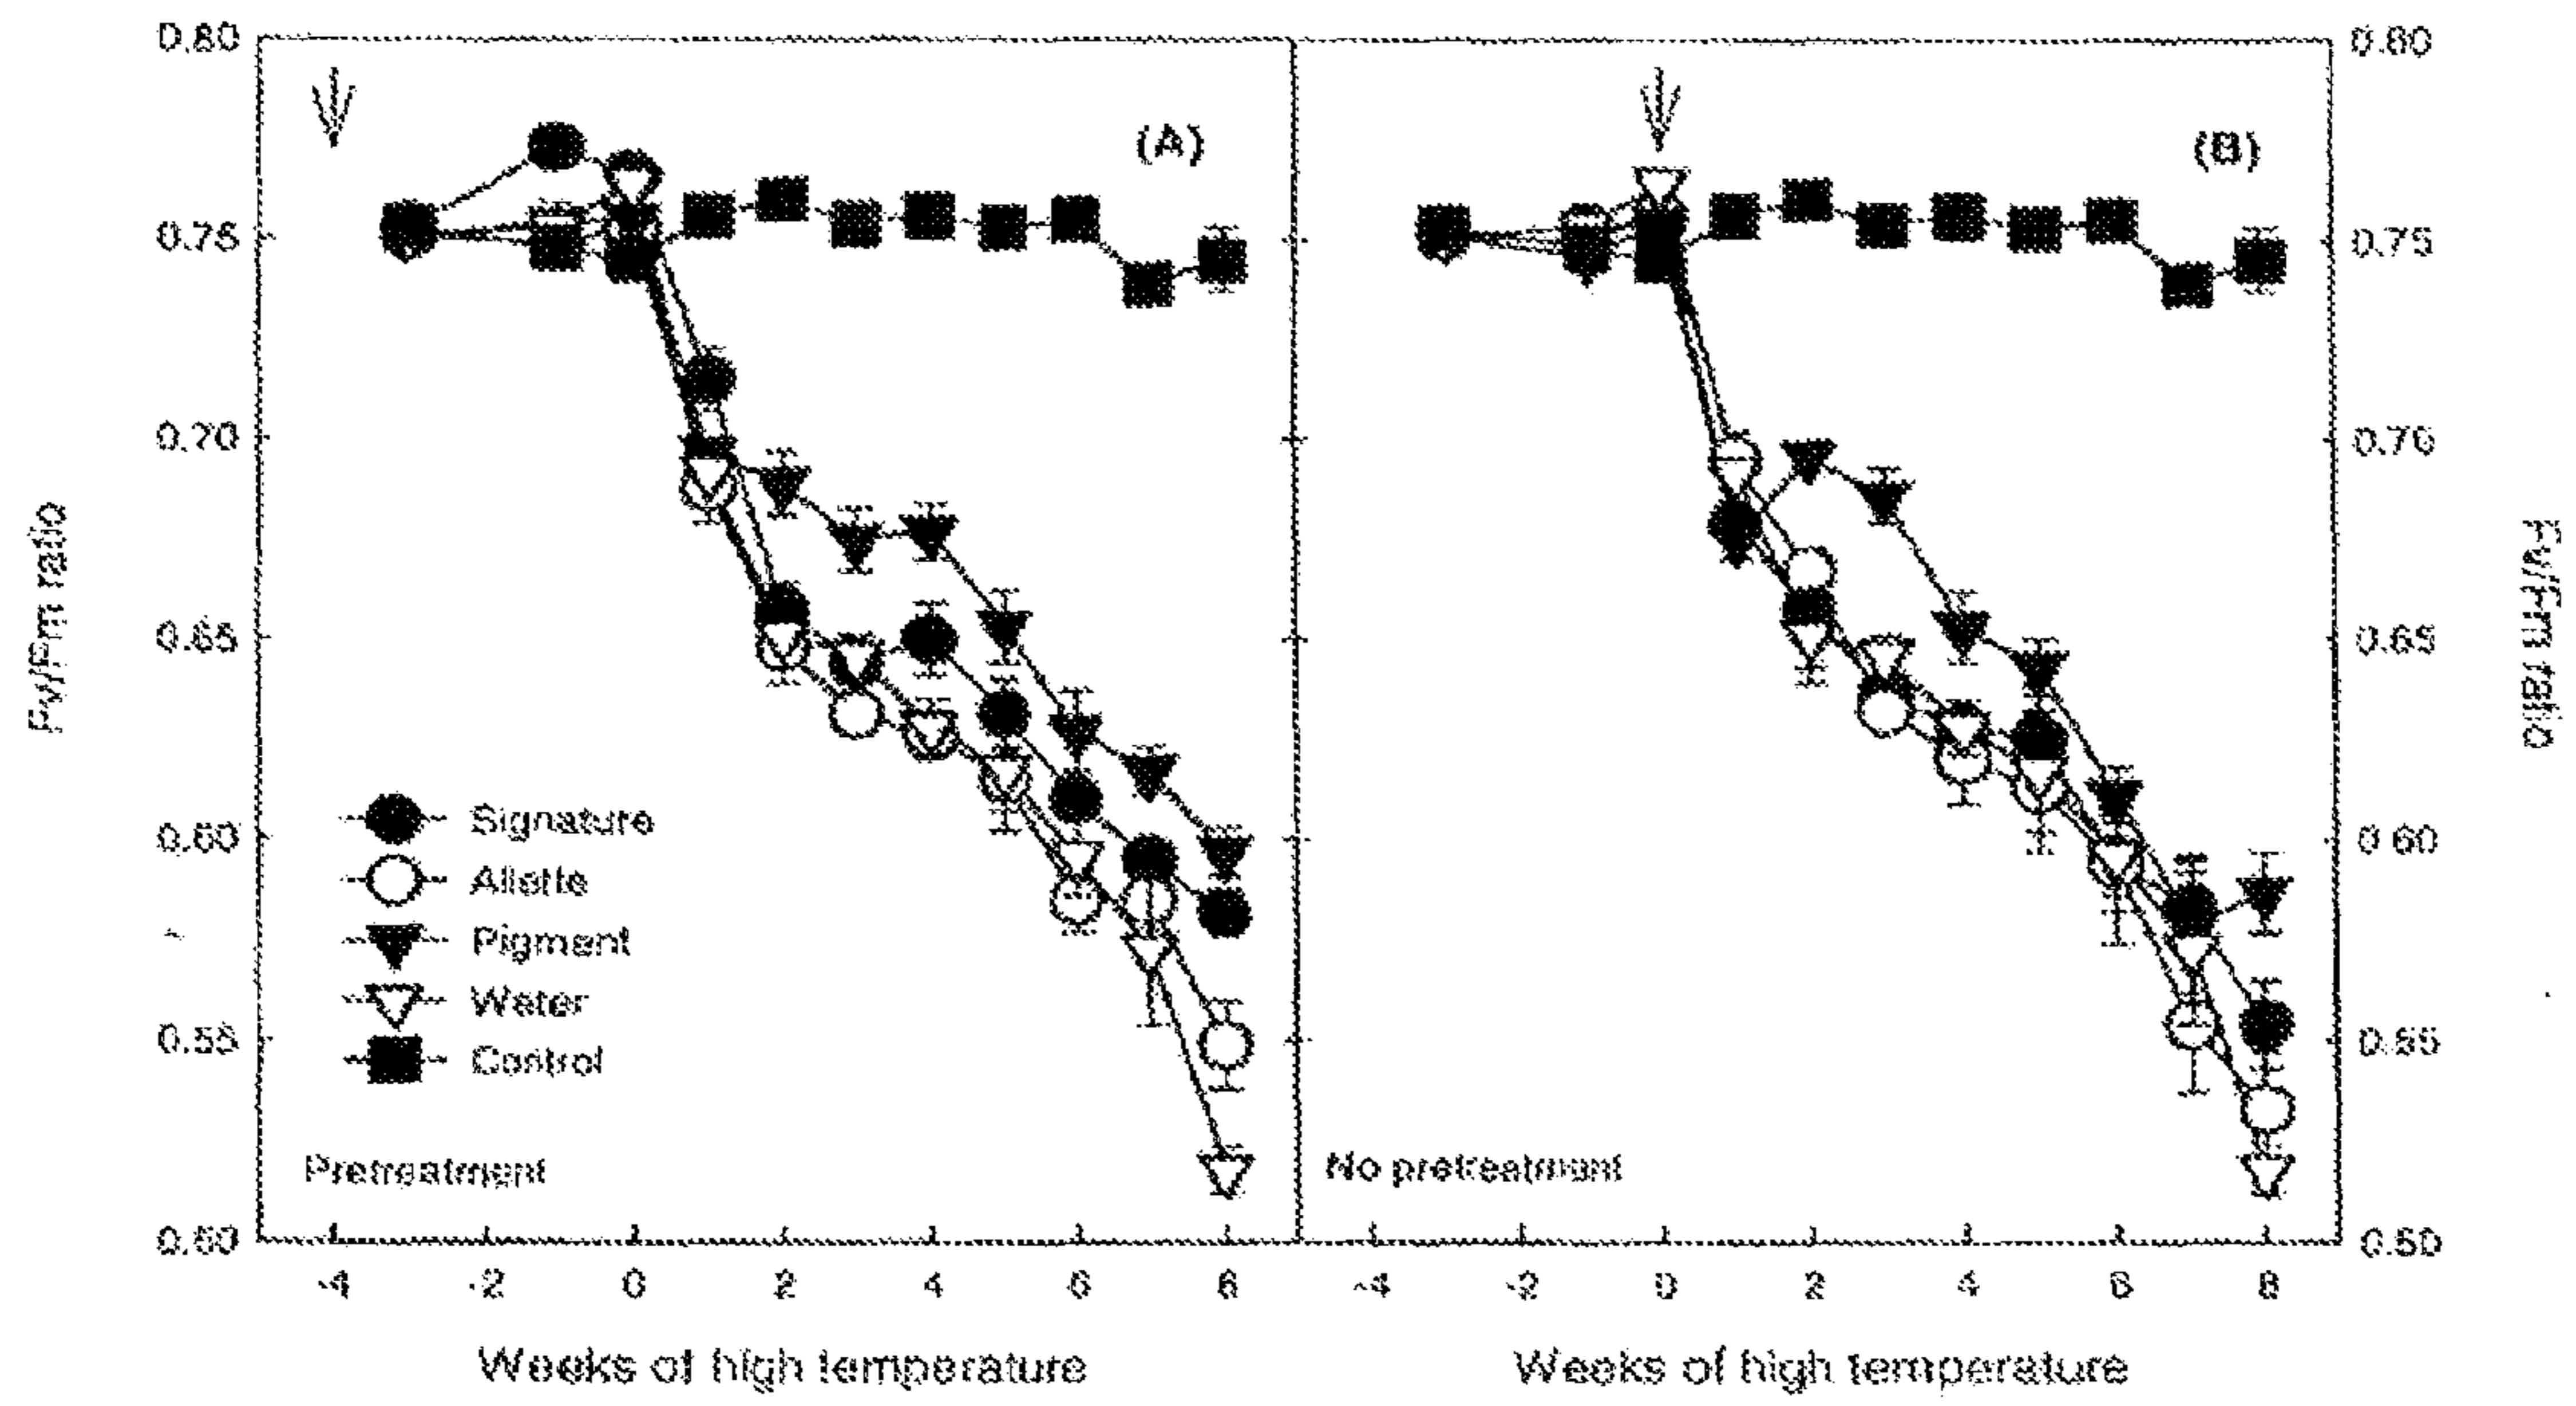 0.80
0.75
0.70
0.65
0.60
0.55
0.50
Fv/Fm ratio
(A)
Signature
Aliette
Pigment
Water
Control
Pretreatment
-4 -2 0 2 4 6 8
Weeks of high temperature
(B)
No pretreatment
-4 -2 0 2 4 6 8
Weeks of high temperature
0.80
0.75
0.70
0.65
0.60
0.55
0.50
Fv/Fm ratio